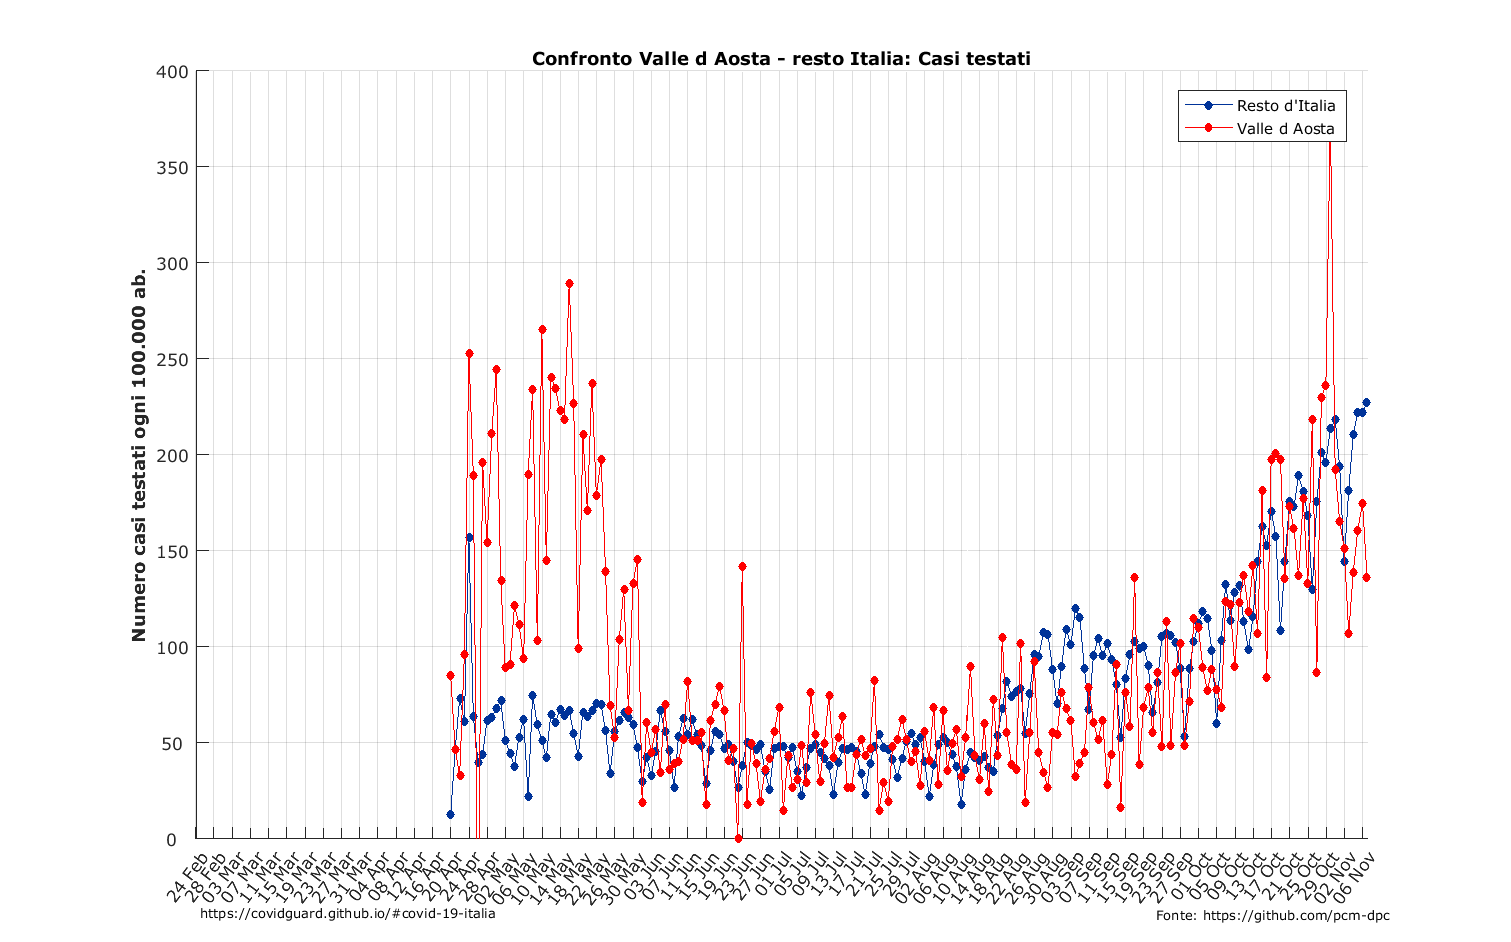 Confronto Valle d Aosta - resto Italia: Casi testati
Resto d'Italia
Valle d Aosta
Numero casi testati ogni 100.000 ab.
400
350
300
250
200
150
100
50
0
24 Feb
28 Feb
03 Mar
07 Mar
11 Mar
15 Mar
19 Mar
23 Mar
27 Mar
31 Mar
04 Apr
08 Apr
12 Apr
16 Apr
20 Apr
24 Apr
28 Apr
02 May
06 May
10 May
14 May
18 May
22 May
26 May
30 May
03 Jun
07 Jun
11 Jun
15 Jun
19 Jun
23 Jun
27 Jun
01 Jul
05 Jul
09 Jul
13 Jul
17 Jul
21 Jul
25 Jul
29 Jul
02 Aug
06 Aug
10 Aug
14 Aug
18 Aug
22 Aug
26 Aug
30 Aug
03 Sep
07 Sep
11 Sep
15 Sep
19 Sep
23 Sep
27 Sep
01 Oct
05 Oct
09 Oct
13 Oct
17 Oct
21 Oct
25 Oct
29 Oct
02 Nov
06 Nov
https://covidguard.github.io/#covid-19-italia
Fonte: https://github.com/pcm-dpc